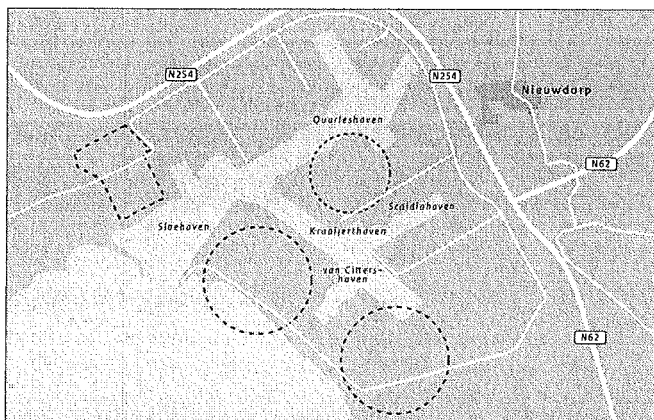 N254
N254
Nieuwdorp
Quarleshaven
N62
Scaldiahaven
Sloehaven
Kraaijerthaven
van Citters-
haven
N62